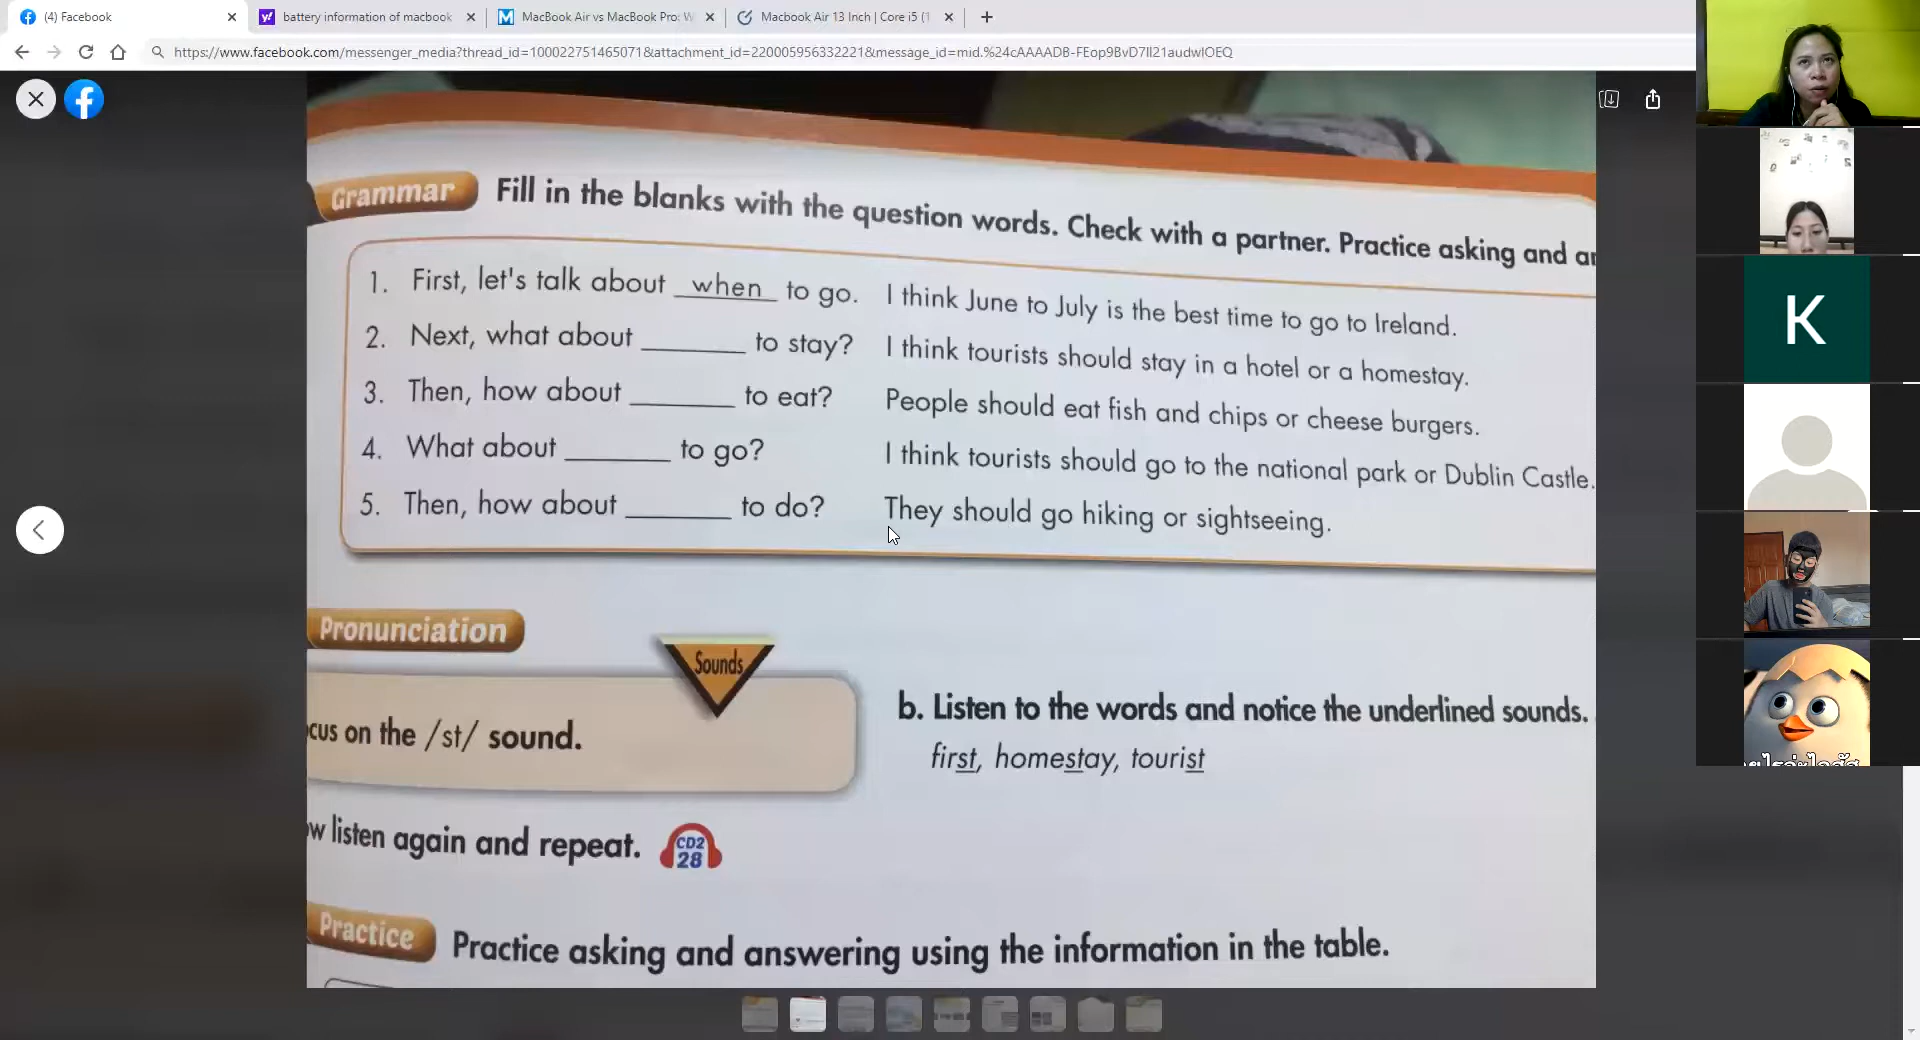 (4) Facebook
battery information of macbook
MacBook Air vs MacBook Pro: W
Macbook Air 13 Inch | Core i5 (1
https://www.facebook.com/messenger_media?thread_id=100022751465071&attachment_id=220005956332221&message_id=mid.%24cAAAADB-FEop9BvD7Il21audwIOEQ
Grammar Fill in the blanks with the question words. Check with a partner. Practice asking and an
1. First, let's talk about when to go. I think June to July is the best time to go to Ireland.
2. Next, what about ________ to stay? I think tourists should stay in a hotel or a homestay.
3. Then, how about ________ to eat? People should eat fish and chips or cheese burgers.
4. What about ________ to go? I think tourists should go to the national park or Dublin Castle.
5. Then, how about ________ to do? They should go hiking or sightseeing.
Pronunciation
Sounds
cus on the /st/ sound.
b. Listen to the words and notice the underlined sounds.
first, homestay, tourist
ow listen again and repeat. CD2 28
Practice Practice asking and answering using the information in the table.
K